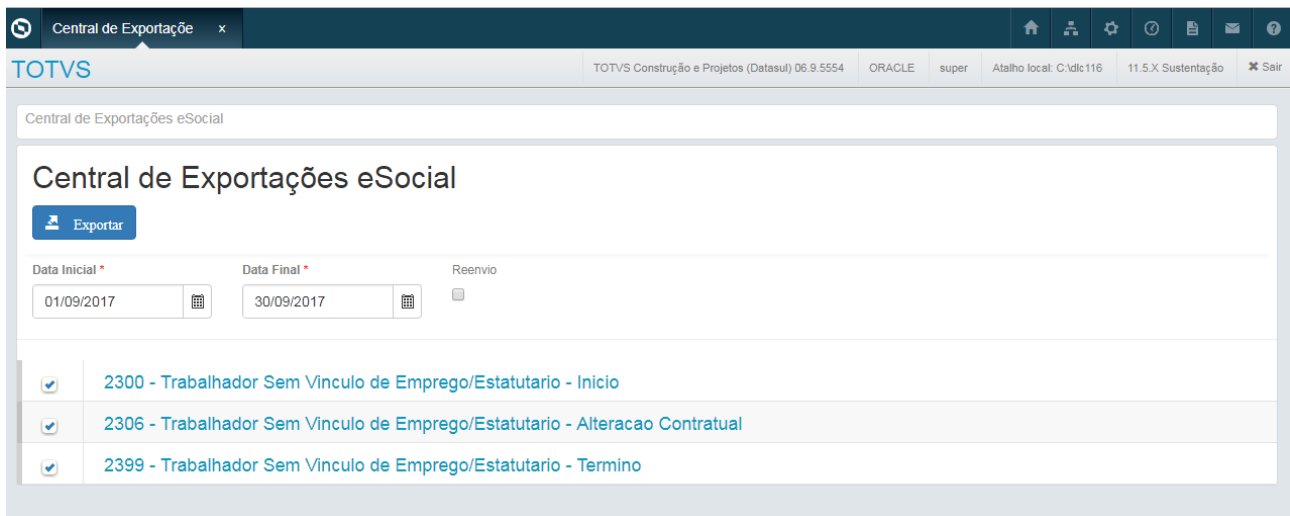 Central de Exportaçõe x
TOTVS TOTVS Construção e Projetos (Datasul) 06.9.5554 ORACLE super Atalho local: C:\dlc116 11.5.X Sustentação ✖ Sair
Central de Exportações eSocial
Central de Exportações eSocial
Exportar
Data Inicial * Data Final * Reenvio
01/09/2017 30/09/2017
2300 - Trabalhador Sem Vinculo de Emprego/Estatutario - Inicio
2306 - Trabalhador Sem Vinculo de Emprego/Estatutario - Alteracao Contratual
2399 - Trabalhador Sem Vinculo de Emprego/Estatutario - Termino